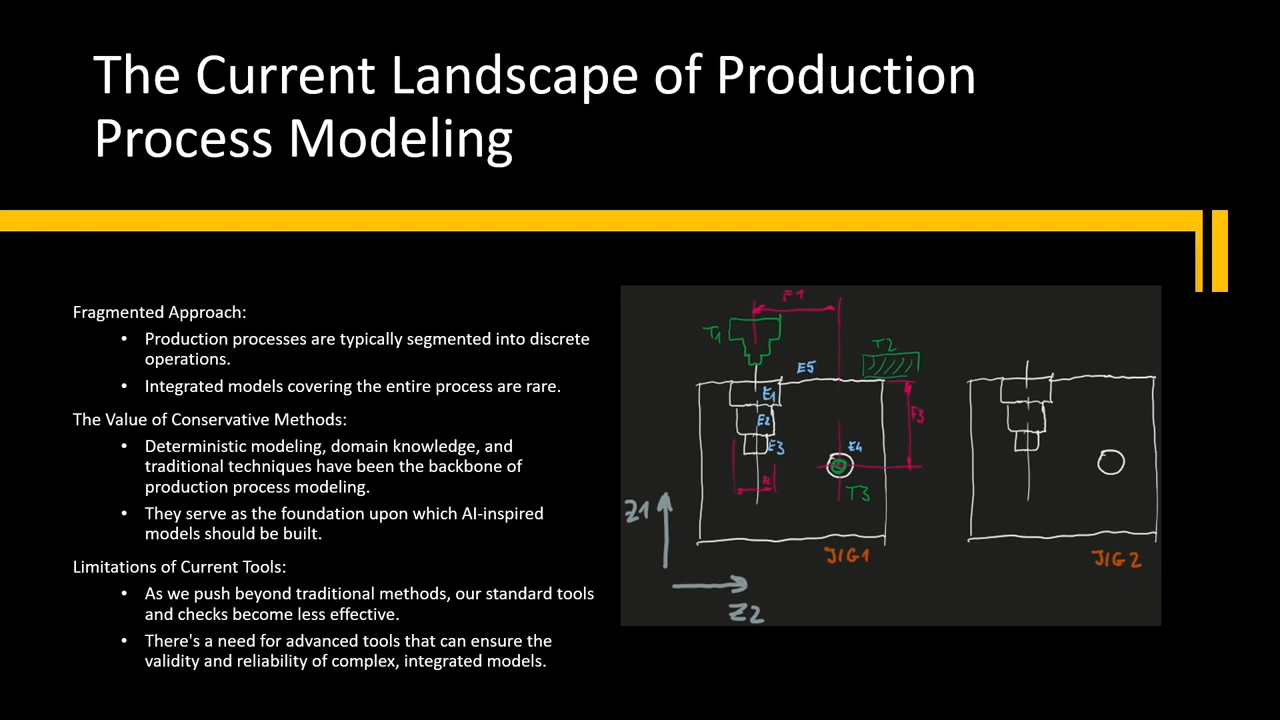 The Current Landscape of Production
Process Modeling
Fragmented Approach:
• Production processes are typically segmented into discrete
operations.
• Integrated models covering the entire process are rare.
The Value of Conservative Methods:
• Deterministic modeling, domain knowledge, and
traditional techniques have been the backbone of
production process modeling.
• They serve as the foundation upon which AI-inspired
models should be built.
Limitations of Current Tools:
• As we push beyond traditional methods, our standard tools
and checks become less effective.
• There's a need for advanced tools that can ensure the
validity and reliability of complex, integrated models.
F1
T1
T2
E5
E1
F3
E2
E3
E4
T3
Z1
JIG1
JIG2
Z2